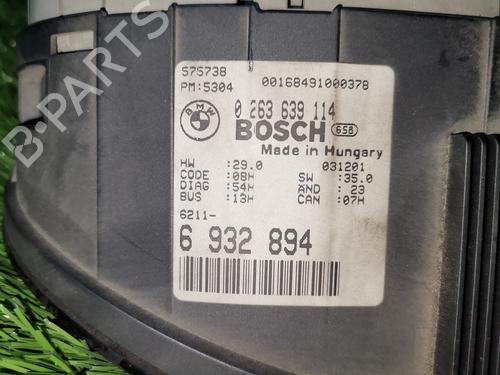 575738
PM:5304 00168491000378
BMW 0 263 639 114
BOSCH 658
Made in Hungary
HW :29.0 031201
CODE :08H SW :35.0
DIAG :54H AND : 23
BUS :13H CAN :07H
6211-
6 932 894
B-PARTS